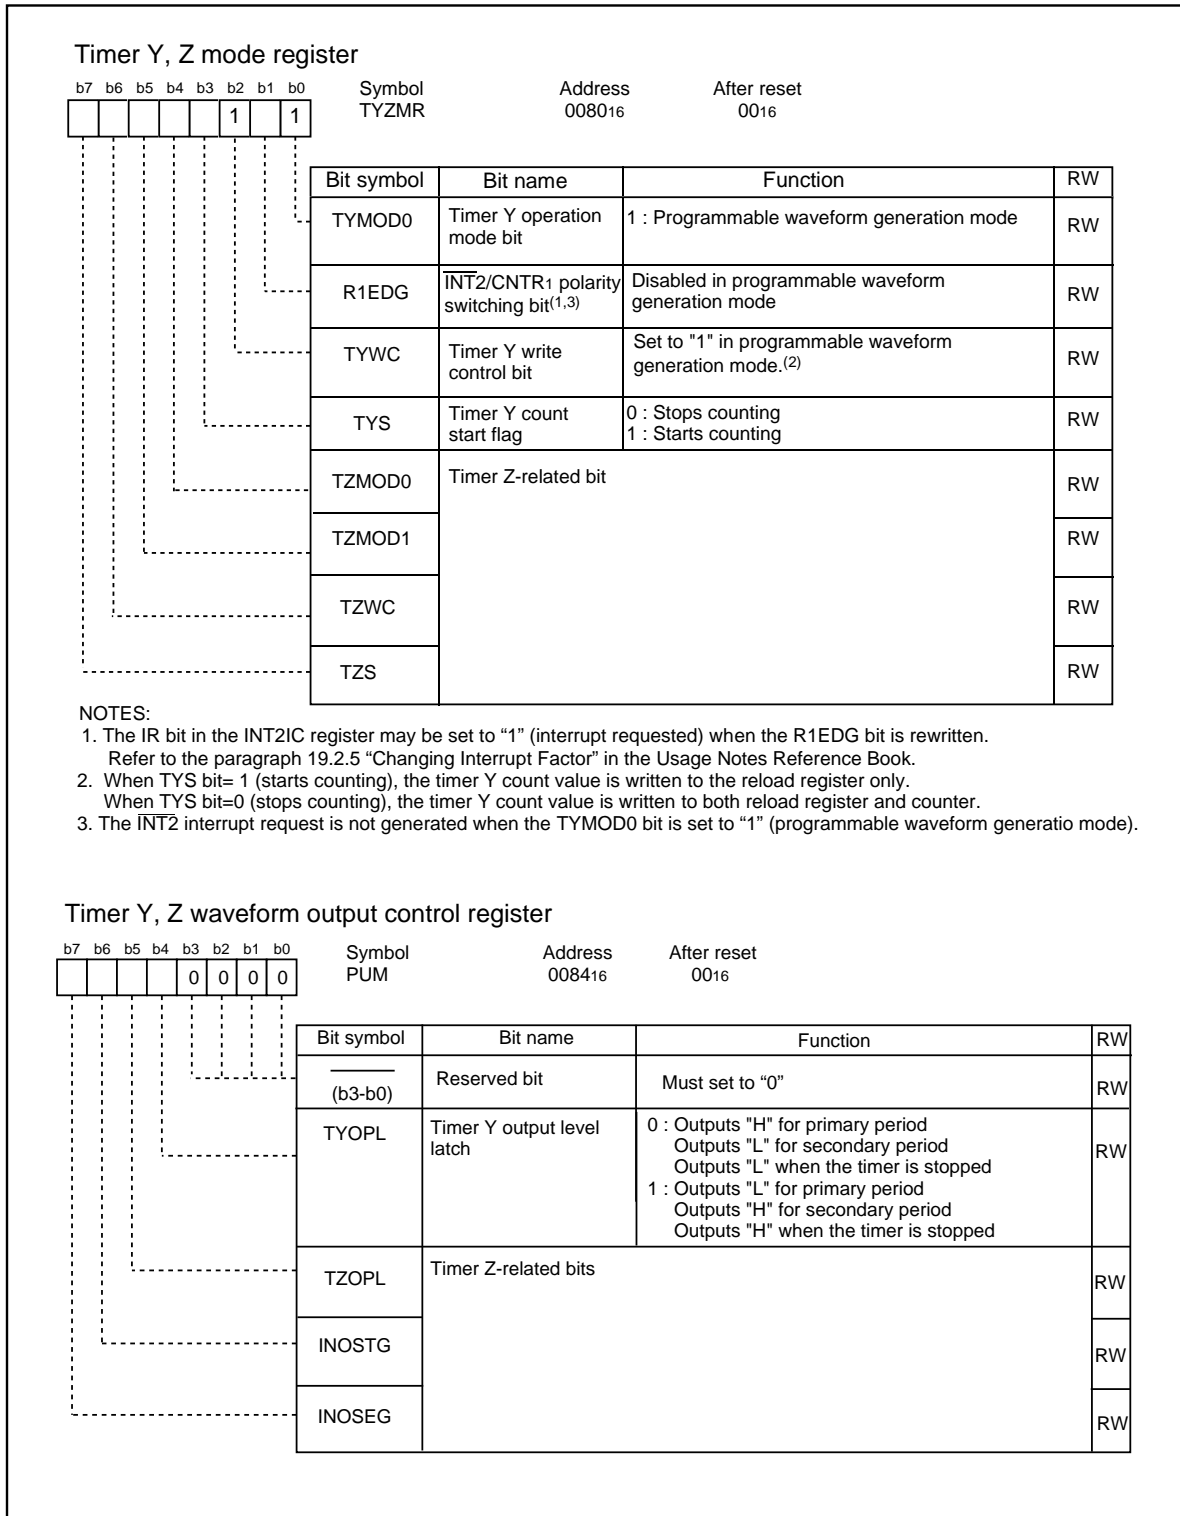 Timer Y, Z mode register
b7 b6 b5 b4 b3 b2 b1 b0
1 1
Symbol Address After reset
TYZMR 008016 0016
Bit symbol Bit name Function RW
TYMOD0 Timer Y operation mode bit 1 : Programmable waveform generation mode RW
R1EDG INT2/CNTR1 polarity switching bit(1,3) Disabled in programmable waveform generation mode RW
TYWC Timer Y write control bit Set to "1" in programmable waveform generation mode.(2) RW
TYS Timer Y count start flag 0 : Stops counting
1 : Starts counting RW
TZMOD0 Timer Z-related bit RW
TZMOD1 RW
TZWC RW
TZS RW
NOTES:
1. The IR bit in the INT2IC register may be set to “1” (interrupt requested) when the R1EDG bit is rewritten.
Refer to the paragraph 19.2.5 “Changing Interrupt Factor” in the Usage Notes Reference Book.
2. When TYS bit= 1 (starts counting), the timer Y count value is written to the reload register only.
When TYS bit=0 (stops counting), the timer Y count value is written to both reload register and counter.
3. The INT2 interrupt request is not generated when the TYMOD0 bit is set to “1” (programmable waveform generatio mode).
Timer Y, Z waveform output control register
b7 b6 b5 b4 b3 b2 b1 b0
0 0 0 0
Symbol Address After reset
PUM 008416 0016
Bit symbol Bit name Function RW
(b3-b0) Reserved bit Must set to “0” RW
TYOPL Timer Y output level latch 0 : Outputs "H" for primary period
Outputs "L" for secondary period
Outputs "L" when the timer is stopped
1 : Outputs "L" for primary period
Outputs "H" for secondary period
Outputs "H" when the timer is stopped RW
TZOPL Timer Z-related bits RW
INOSTG RW
INOSEG RW